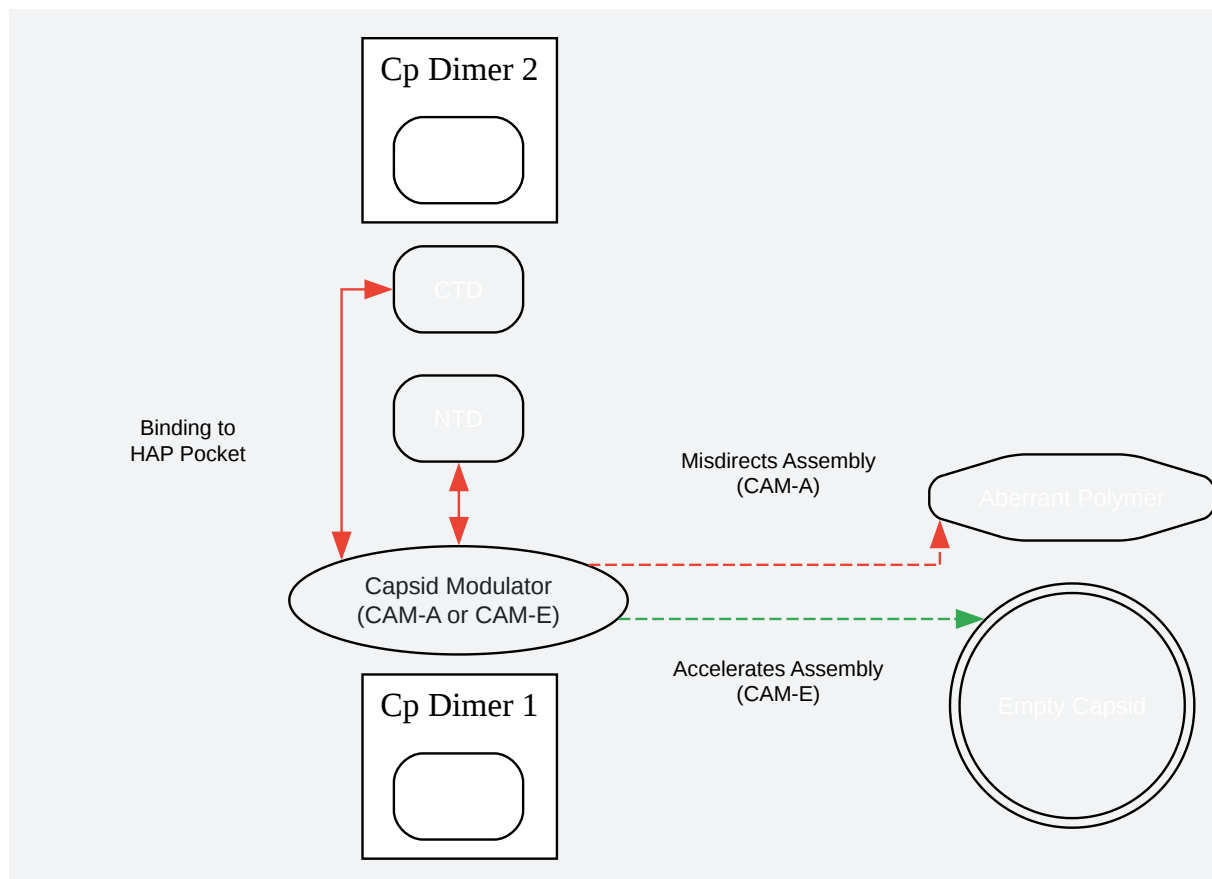 Cp Dimer 2
CTD
NTD
Binding to
HAP Pocket
Misdirects Assembly
(CAM-A)
Aberrant Polymer
Capsid Modulator
(CAM-A or CAM-E)
Accelerates Assembly
(CAM-E)
Empty Capsid
Cp Dimer 1